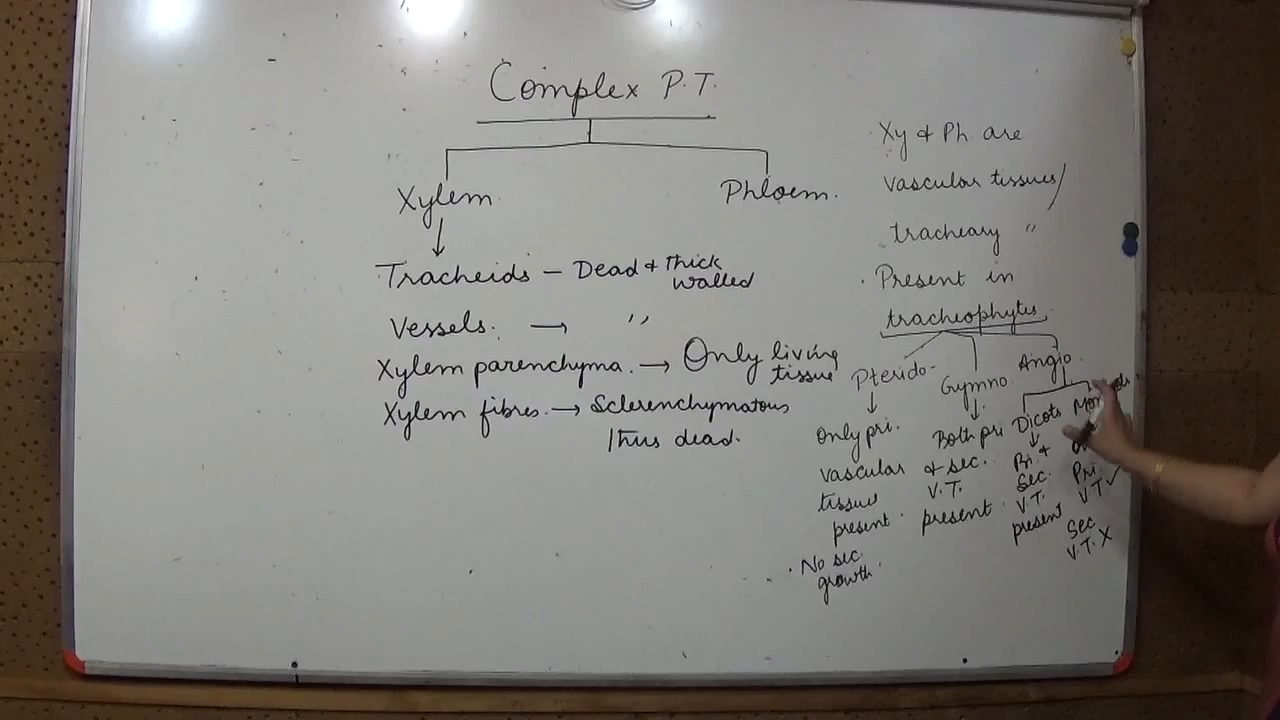 Complex P.T.
Xylem
Phloem.
Tracheids – Dead & thick
walled
Vessels. → "
Xylem parenchyma. → Only living
tissue
Xylem fibres. → Sclerenchymatous
thus dead.
Xy & Ph. are
vascular tissues/
tracheary "
. Present in
tracheophytes
Pterido-
Only pri.
vascular
tissue
present.
. No sec.
growth.
Gymno.
Both pri
& sec.
V.T.
present.
Angio.
Dicots
Pri &
Sec.
V.T.
present
Pri.
V.T ✓
Sec
V.T. X